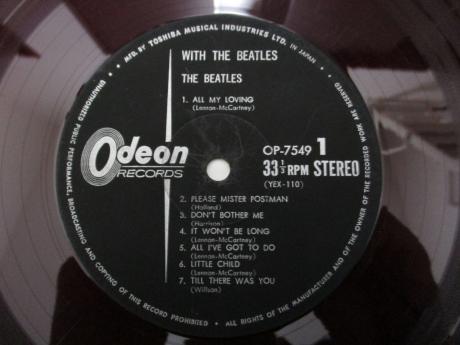 MFD. BY TOSHIBA MUSICAL INDUSTRIES LTD. IN JAPAN
WITH THE BEATLES
THE BEATLES
1. ALL MY LOVING
(Lennon-McCartney)
Odeon
RECORDS
OP-7549 1
33⅓RPM STEREO
(YEX-110)
2. PLEASE MISTER POSTMAN
(Holland)
3. DON'T BOTHER ME
(Harrison)
4. IT WON'T BE LONG
(Lennon-McCartney)
5. ALL I'VE GOT TO DO
(Lennon-McCartney)
6. LITTLE CHILD
(Lennon-McCartney)
7. TILL THERE WAS YOU
(Willson)
UNAUTHORIZED PUBLIC PERFORMANCE, BROADCASTING AND COPYING OF THIS RECORD PROHIBITED • ALL RIGHTS OF THE MANUFACTURER AND OF THE OWNER OF THE RECORDED WORK ARE RESERVED